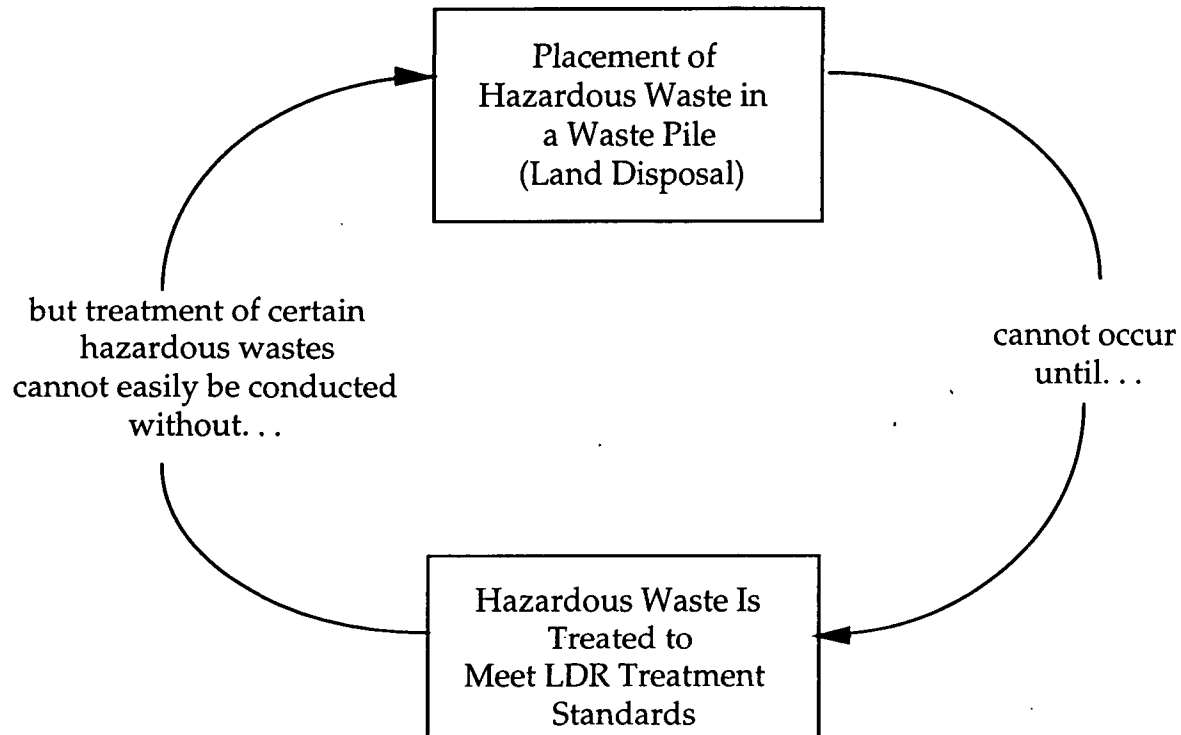 Placement of
Hazardous Waste in
a Waste Pile
(Land Disposal)
cannot occur
until. . .
Hazardous Waste Is
Treated to
Meet LDR Treatment
Standards
but treatment of certain
hazardous wastes
cannot easily be conducted
without. . .